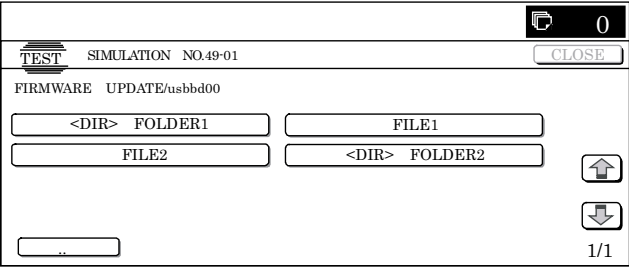 0
TEST SIMULATION NO.49-01 CLOSE
FIRMWARE UPDATE/usbbd00
<DIR> FOLDER1 FILE1
FILE2 <DIR> FOLDER2
.. 1/1